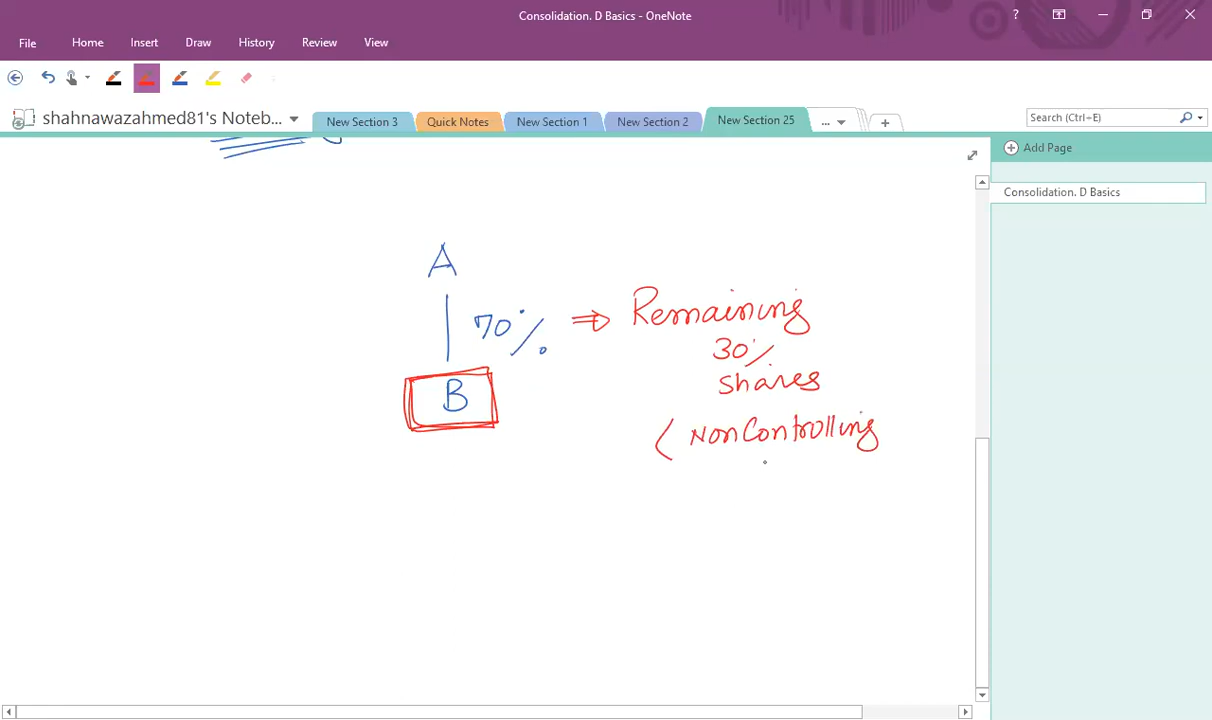 Consolidation. D Basics - OneNote
?
File Home Insert Draw History Review View
shahnawazahmed81's Noteb...
New Section 3
Quick Notes
New Section 1
New Section 2
New Section 25
...
Search (Ctrl+E)
Add Page
Consolidation. D Basics
A
70%
⇒ Remaining
30%
shares
B
(NonControlling